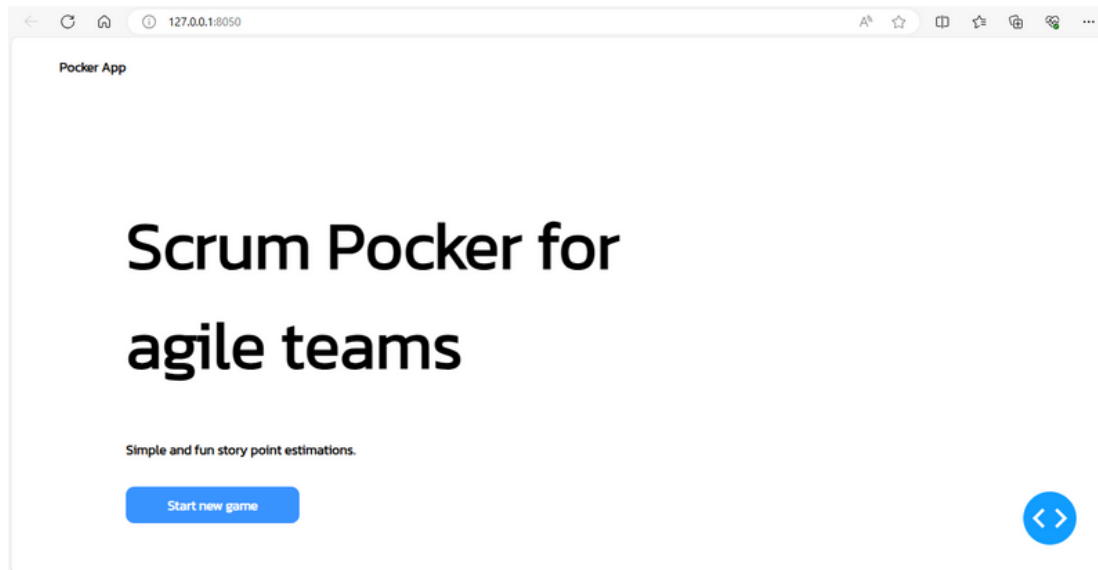 127.0.0.1:8050
Pocker App
Scrum Pocker for
agile teams
Simple and fun story point estimations.
Start new game